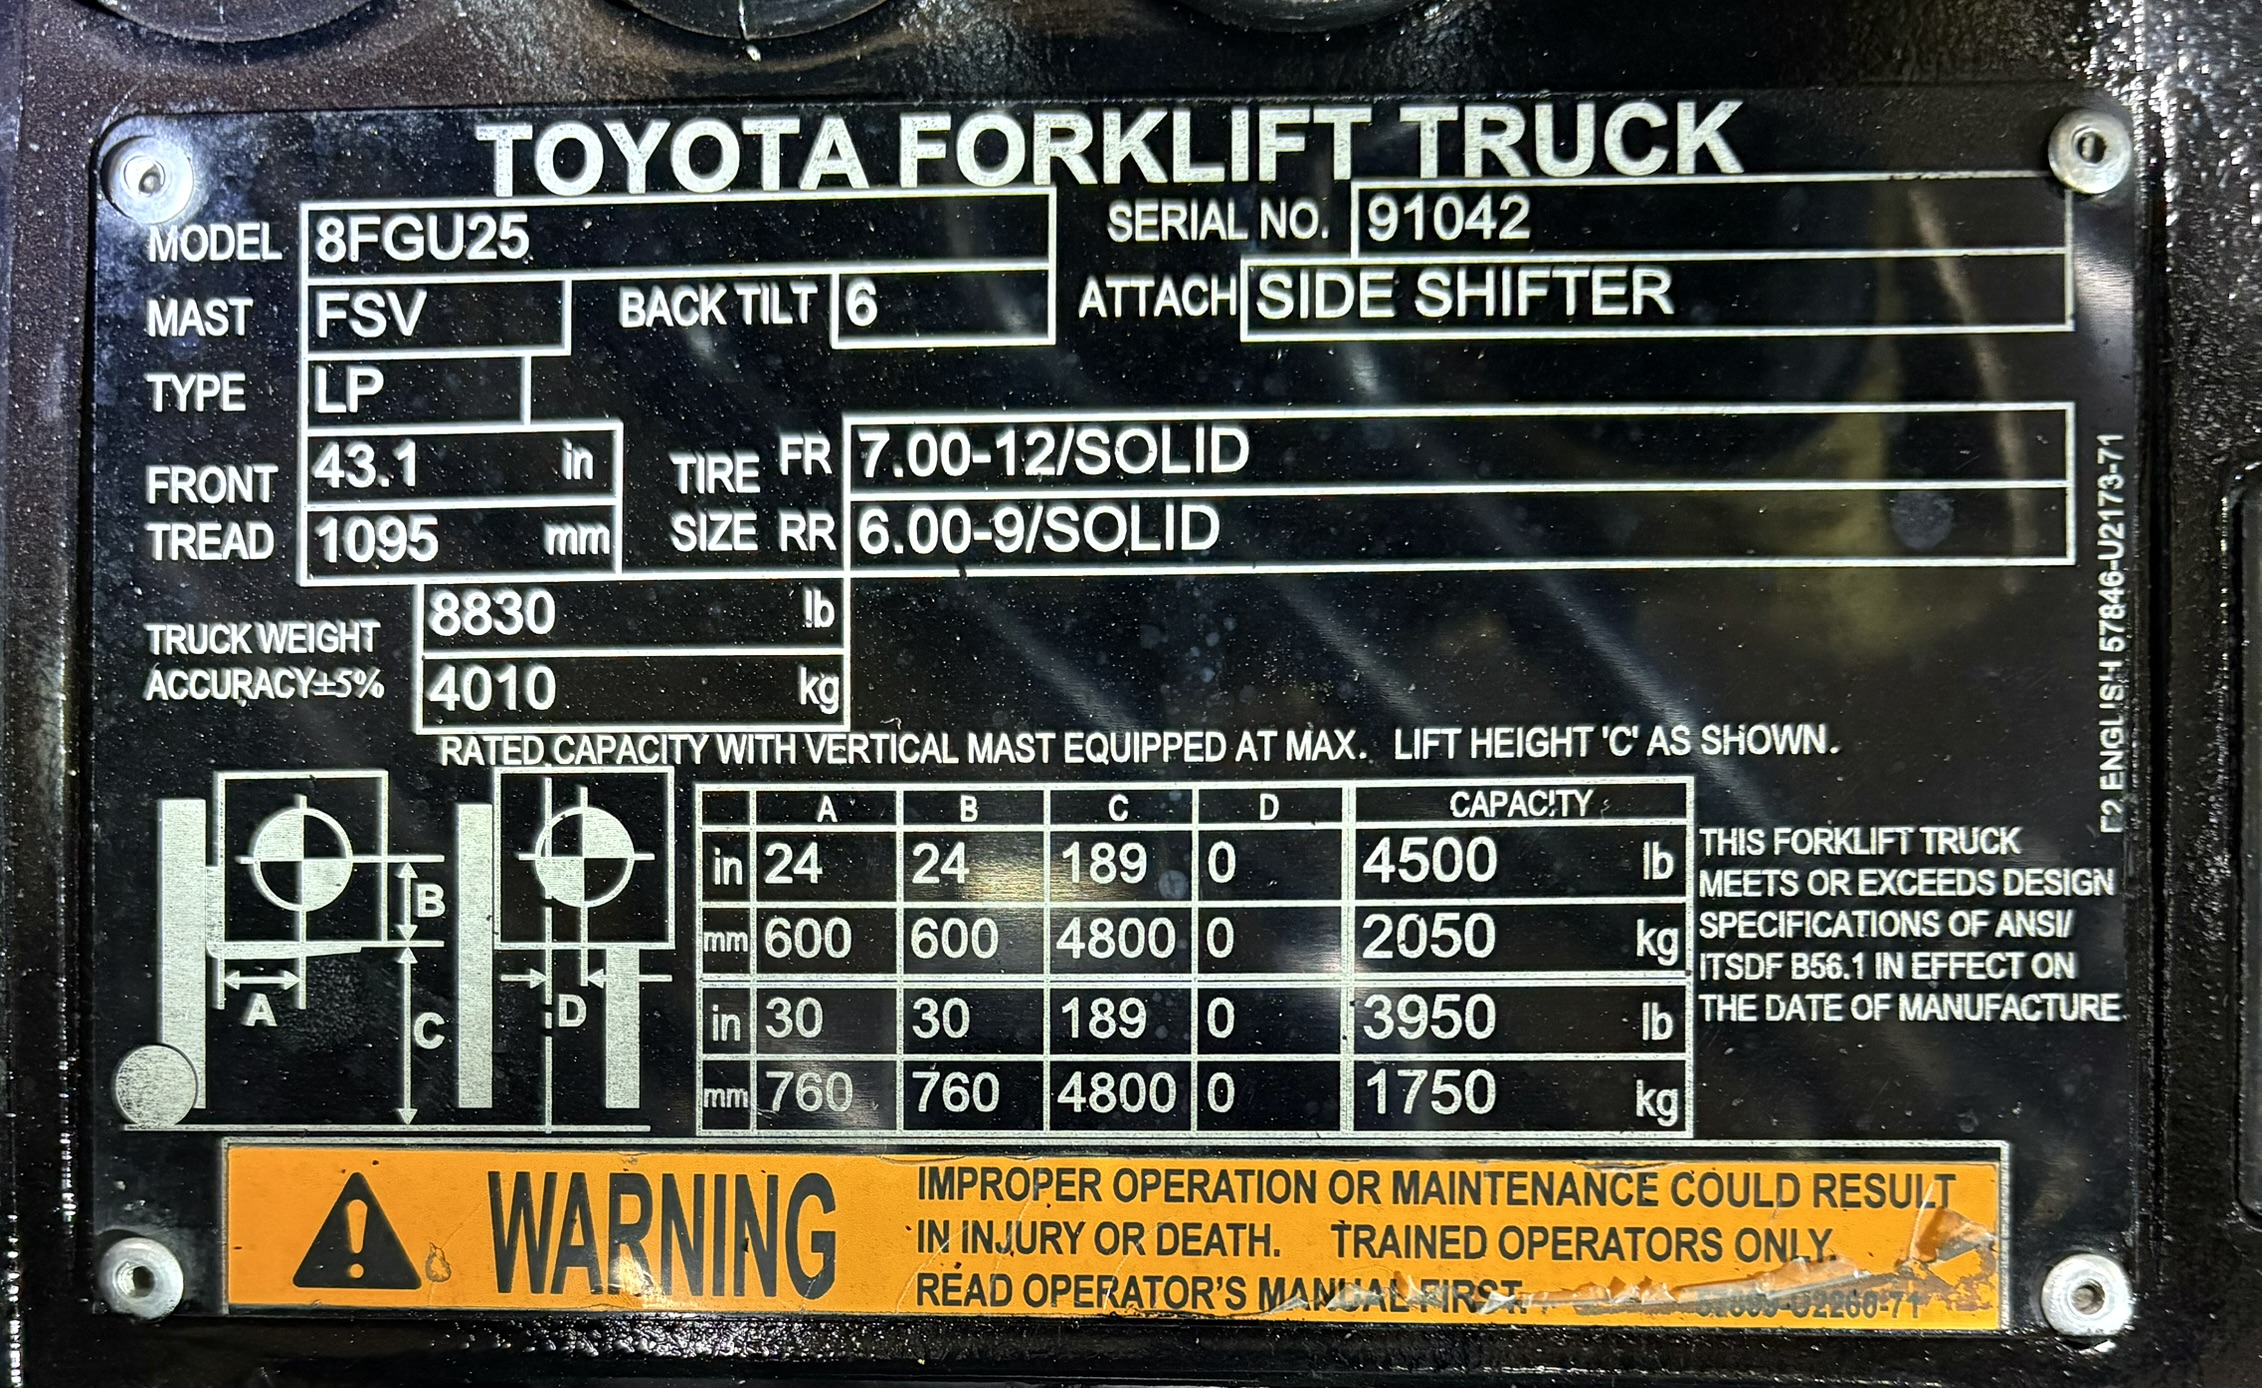 TOYOTA FORKLIFT TRUCK
MODEL 8FGU25 SERIAL NO. 91042
MAST FSV BACK TILT 6 ATTACH SIDE SHIFTER
TYPE LP
FRONT TREAD 43.1 in TIRE SIZE FR 7.00-12/SOLID
1095 mm RR 6.00-9/SOLID
TRUCK WEIGHT 8830 lb
ACCURACY±5% 4010 kg
RATED CAPACITY WITH VERTICAL MAST EQUIPPED AT MAX. LIFT HEIGHT 'C' AS SHOWN.
A B C D CAPACITY
in 24 24 189 0 4500 lb
mm 600 600 4800 0 2050 kg
in 30 30 189 0 3950 lb
mm 760 760 4800 0 1750 kg
B
A
C
D
THIS FORKLIFT TRUCK
MEETS OR EXCEEDS DESIGN
SPECIFICATIONS OF ANSI/
ITSDF B56.1 IN EFFECT ON
THE DATE OF MANUFACTURE
ENGLISH 57846-U2173-71
WARNING
IMPROPER OPERATION OR MAINTENANCE COULD RESULT
IN INJURY OR DEATH. TRAINED OPERATORS ONLY.
READ OPERATOR'S MANUAL FIRST.